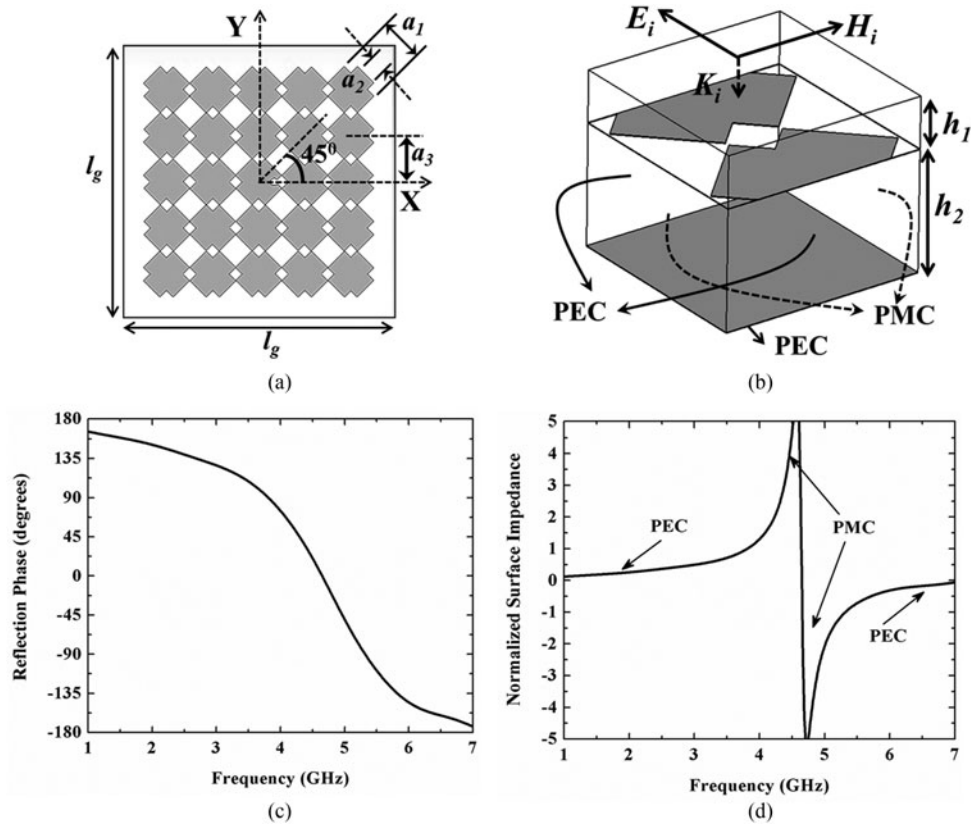 Y
a1
a2
a3
45⁰
X
lg
lg
(a)
Ei
Hi
Ki
h1
h2
PEC
PMC
PEC
(b)
180
135
90
45
0
-45
-90
-135
-180
Reflection Phase (degrees)
1 2 3 4 5 6 7
Frequency (GHz)
(c)
5
4
3
2
1
0
-1
-2
-3
-4
-5
Normalized Surface Impedance
PEC
PMC
PEC
1 2 3 4 5 6 7
Frequency (GHz)
(d)